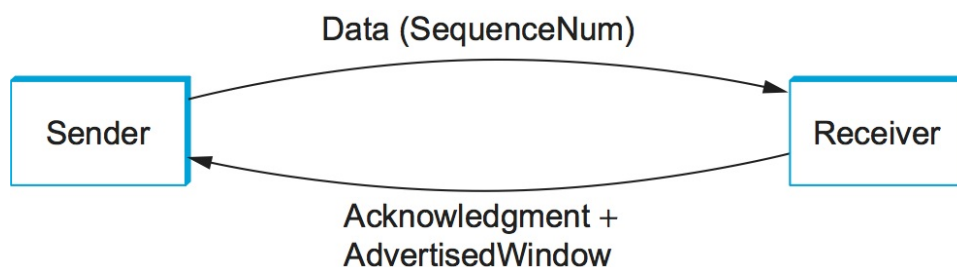 Data (SequenceNum)
Sender
Receiver
Acknowledgment +
AdvertisedWindow